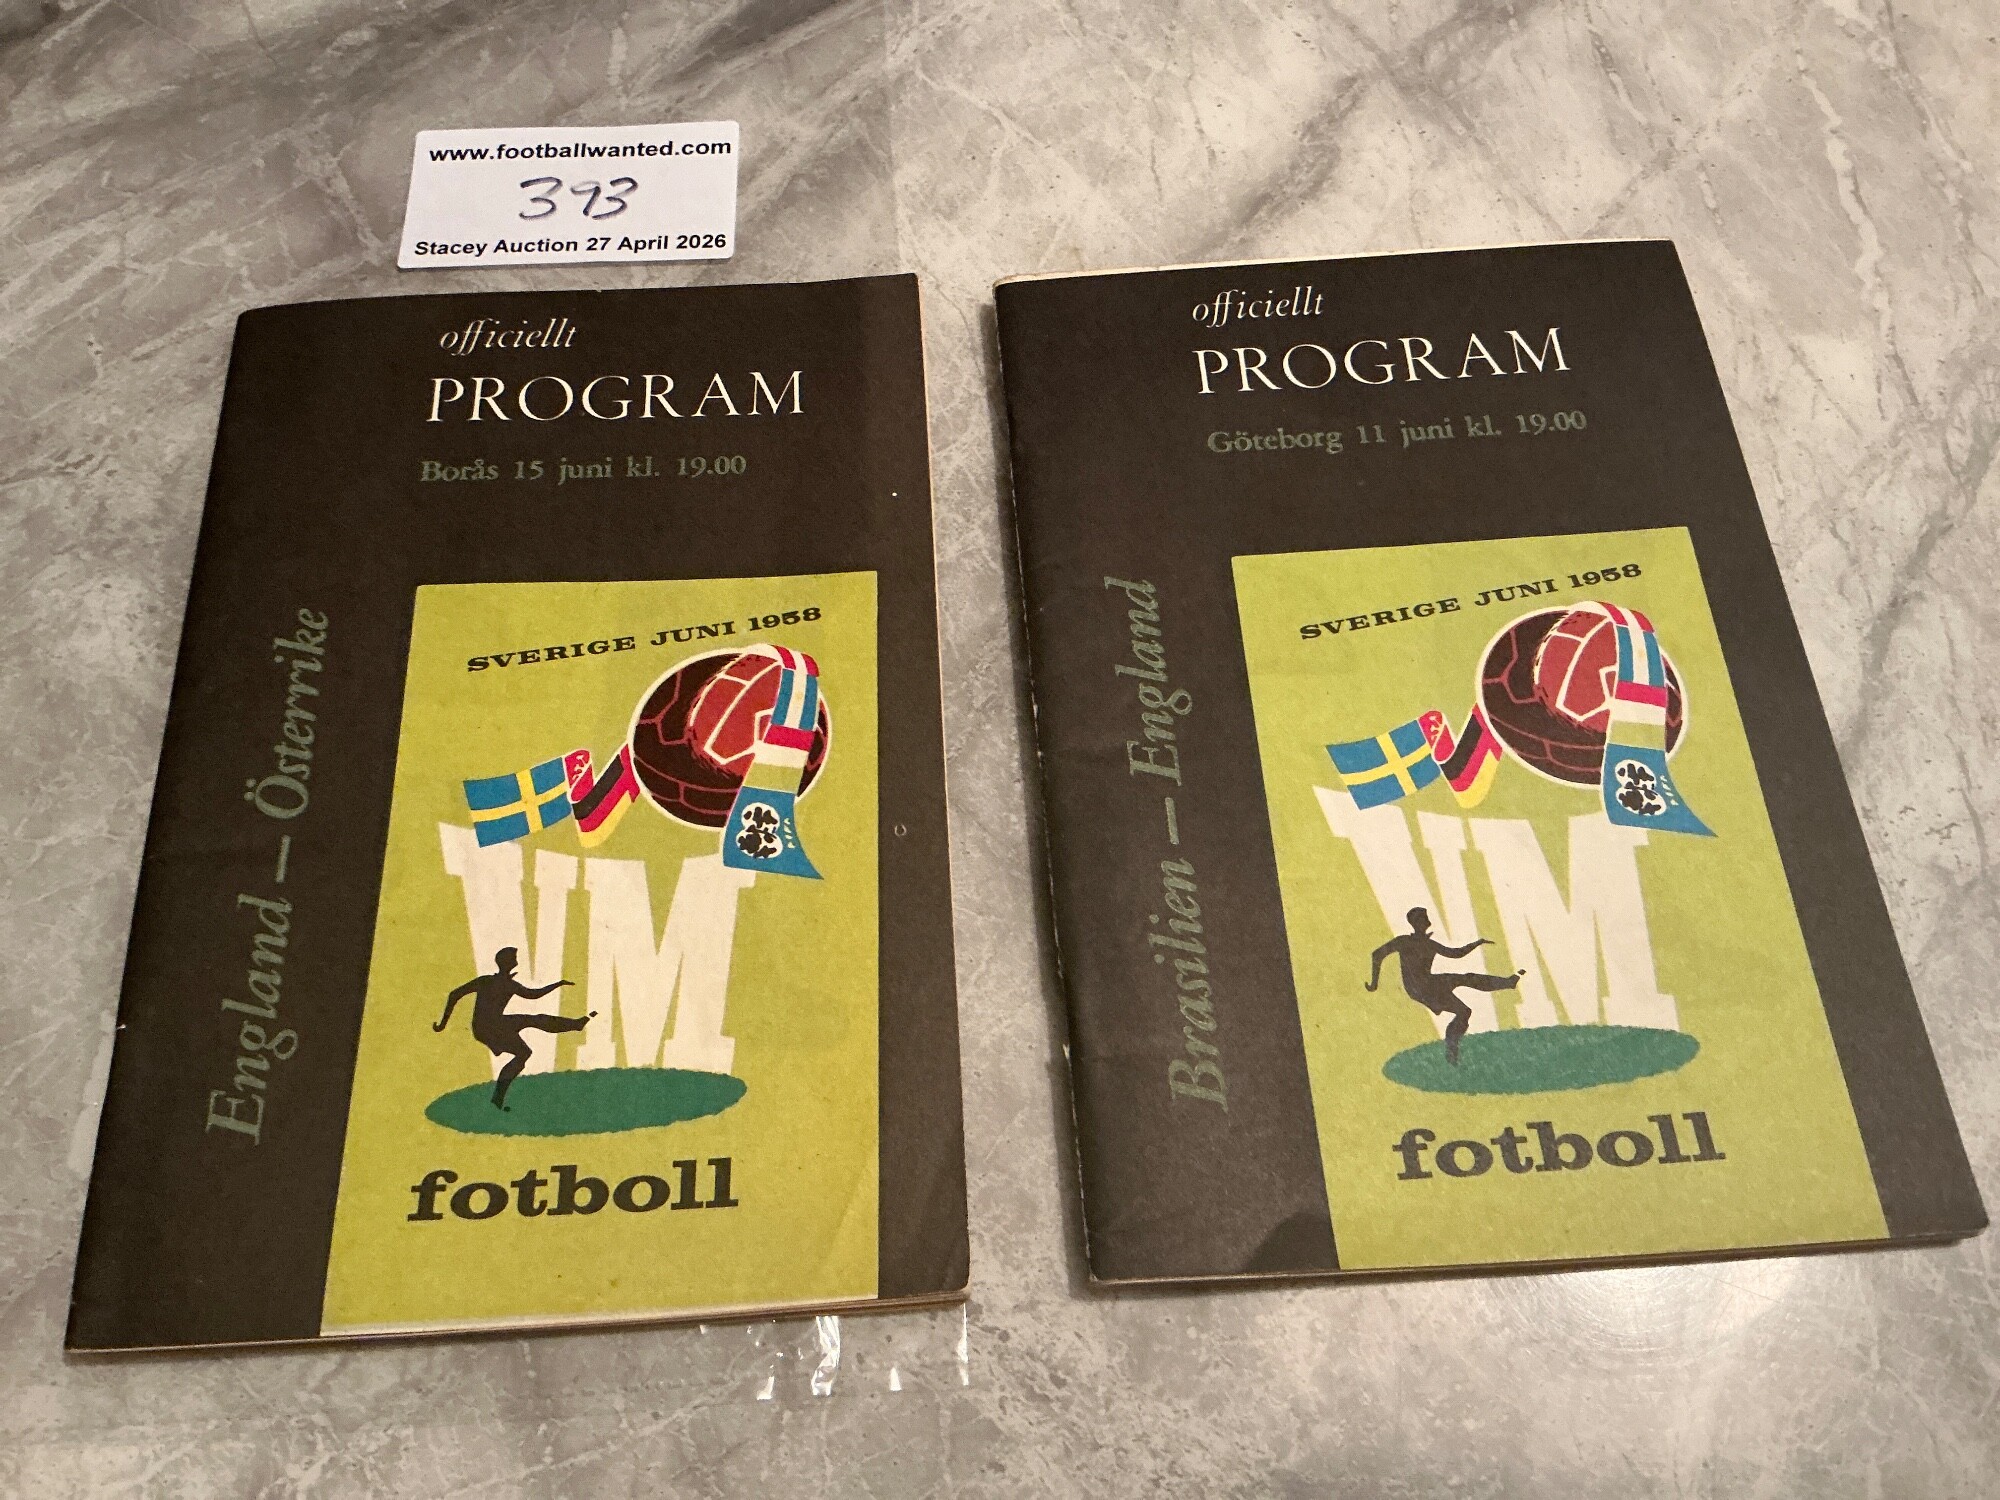 www.footballwanted.com
393
Stacey Auction 27 April 2026
officiellt
PROGRAM
Borås 15 juni kl. 19.00
England — Österrike
SVERIGE JUNI 1958
FIFA
VM
fotboll
officiellt
PROGRAM
Göteborg 11 juni kl. 19.00
Brasilien — England
SVERIGE JUNI 1958
FIFA
VM
fotboll